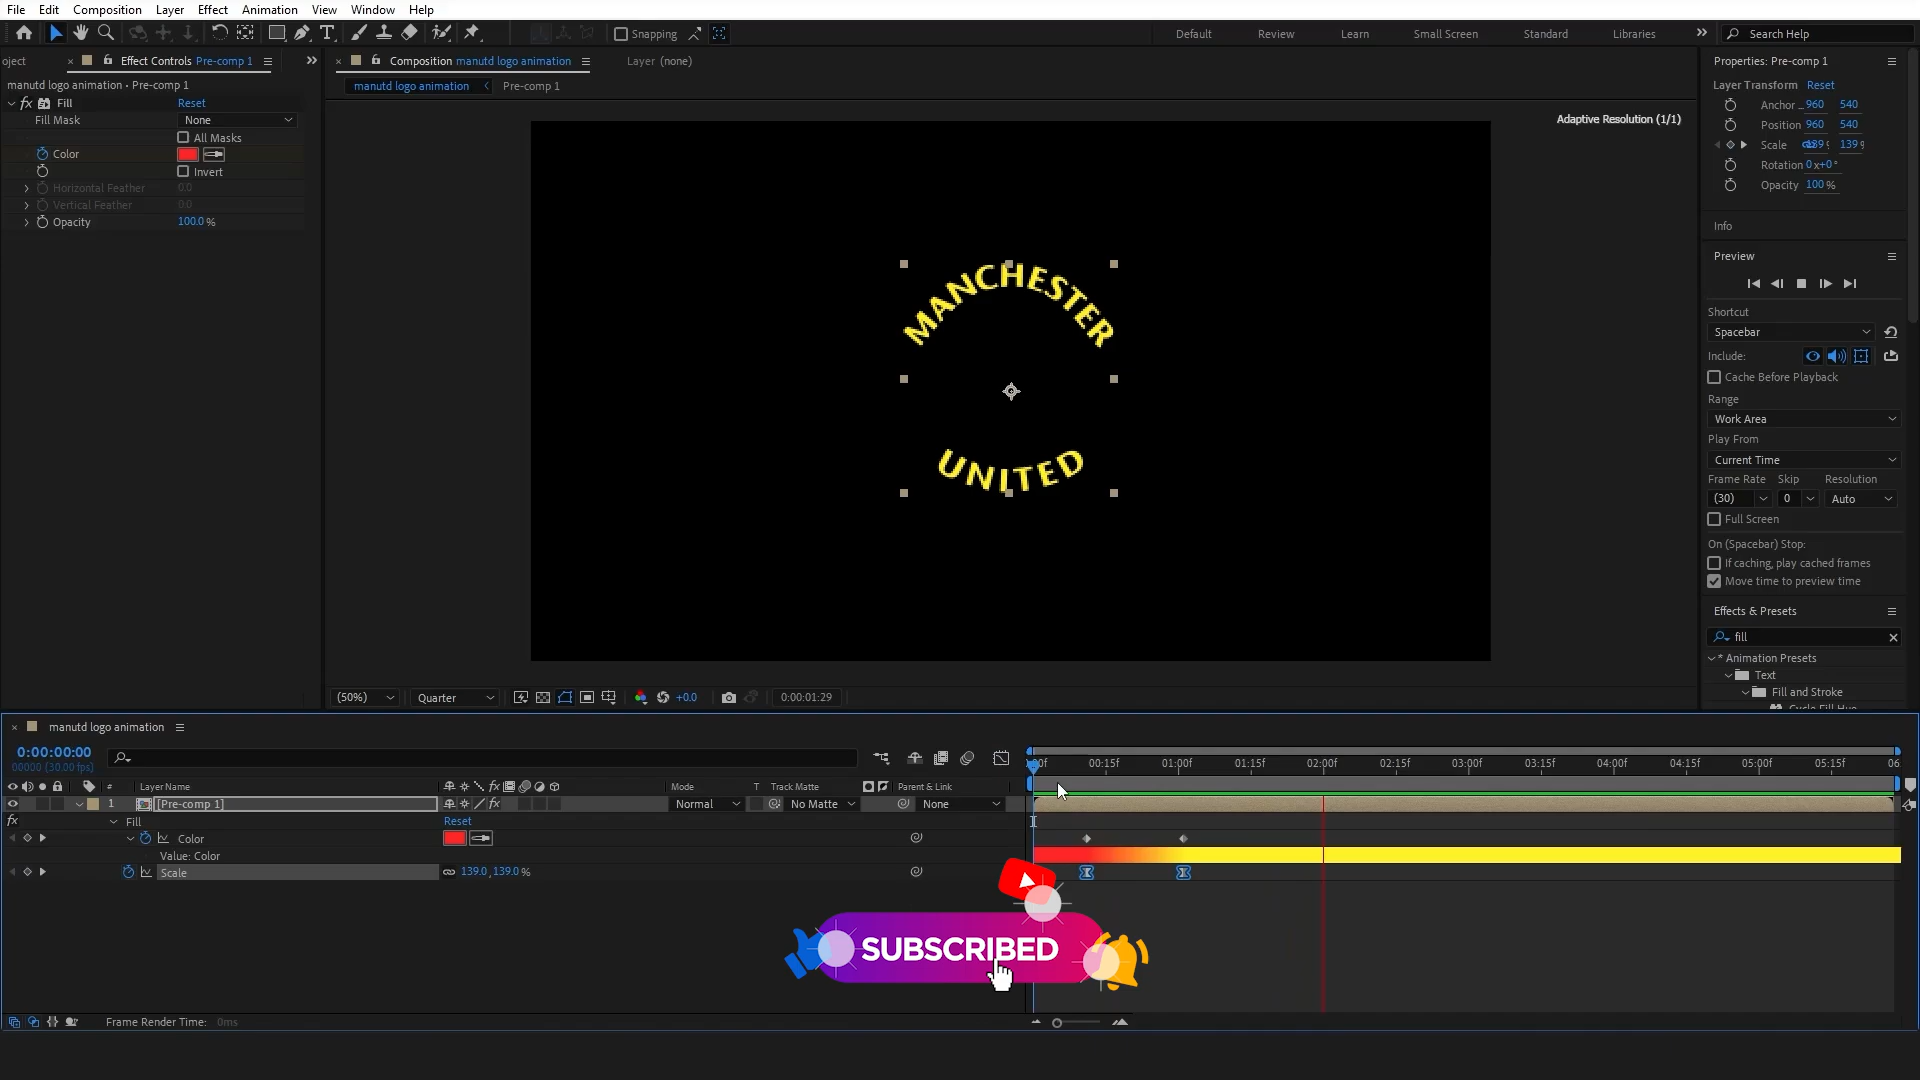 File Edit Composition Layer Effect Animation View Window Help
Snapping
Default Review Learn Small Screen Standard Libraries Search Help
oject Effect Controls Pre-comp 1
manutd logo animation • Pre-comp 1
fx Fill Reset
Fill Mask None
All Masks
Color
Invert
Horizontal Feather 0.0
Vertical Feather 0.0
Opacity 100.0 %
Composition manutd logo animation Layer (none)
manutd logo animation Pre-comp 1
Adaptive Resolution (1/1)
MANCHESTER
UNITED
(50%) Quarter +0.0 0:00:01:29
Properties: Pre-comp 1
Layer Transform Reset
Anchor ... 960 540
Position 960 540
Scale 139 139
Rotation 0x+0°
Opacity 100 %
Info
Preview
Shortcut
Spacebar
Include:
Cache Before Playback
Range
Work Area
Play From
Current Time
Frame Rate Skip Resolution
(30) 0 Auto
Full Screen
On (Spacebar) Stop:
If caching, play cached frames
Move time to preview time
Effects & Presets
fill
* Animation Presets
Text
Fill and Stroke
Cycle Fill Hue
manutd logo animation
0:00:00:00
00000 (30.00 fps)
:00f 00:15f 01:00f 01:15f 02:00f 02:15f 03:00f 03:15f 04:00f 04:15f 05:00f 05:15f 06
# Layer Name fx Mode T Track Matte Parent & Link
1 [Pre-comp 1] fx Normal No Matte None
fx Fill Reset
Color
Value: Color
Scale 139.0, 139.0 %
SUBSCRIBED
Frame Render Time: 0ms